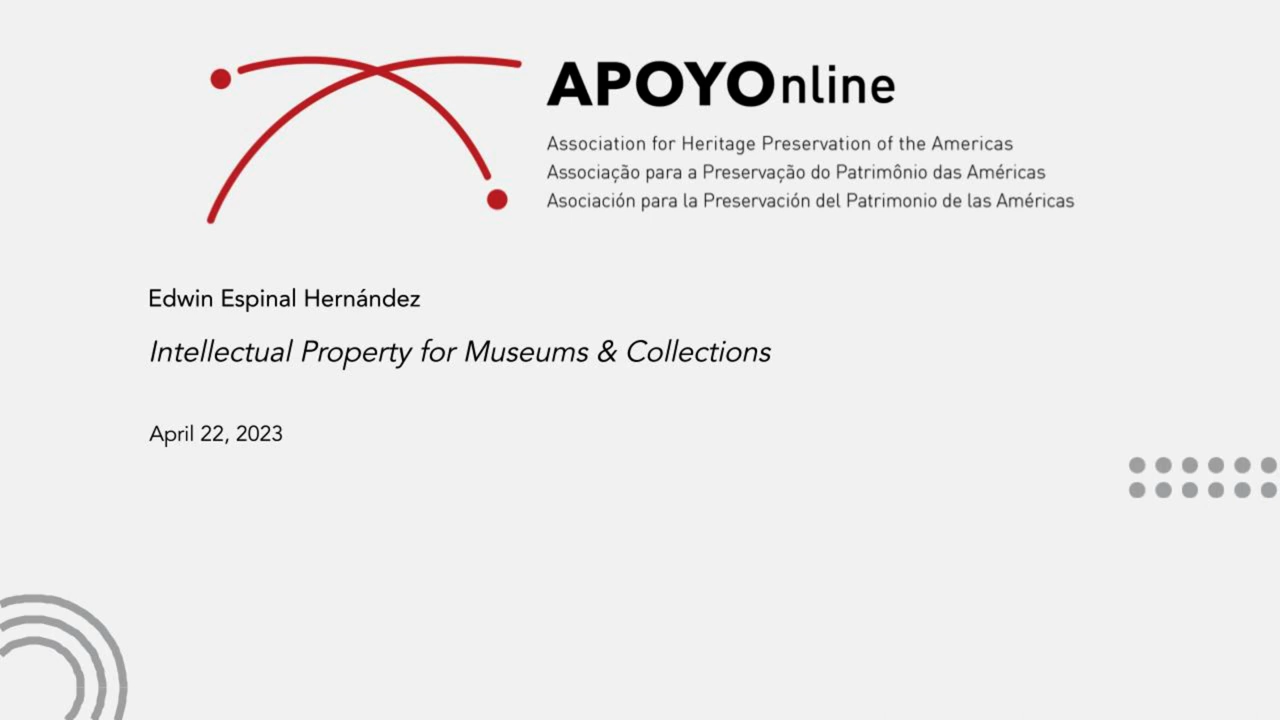 APOYOnline
Association for Heritage Preservation of the Americas
Associação para a Preservação do Patrimônio das Américas
Asociación para la Preservación del Patrimonio de las Américas
Edwin Espinal Hernández
Intellectual Property for Museums & Collections
April 22, 2023